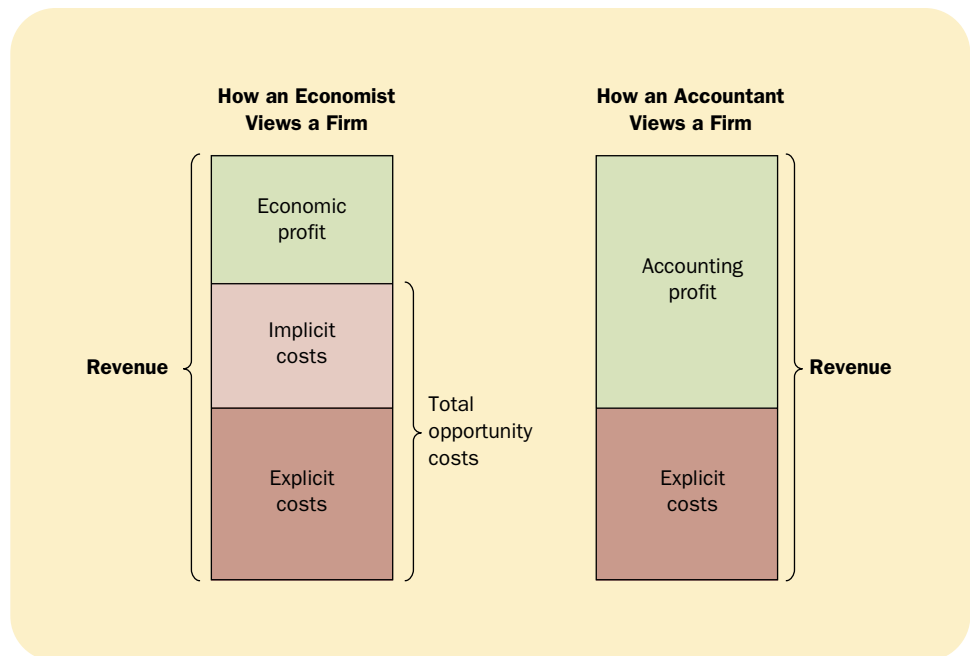 How an Economist
Views a Firm
How an Accountant
Views a Firm
Economic
profit
Implicit
costs
Explicit
costs
Revenue
Total
opportunity
costs
Accounting
profit
Explicit
costs
Revenue